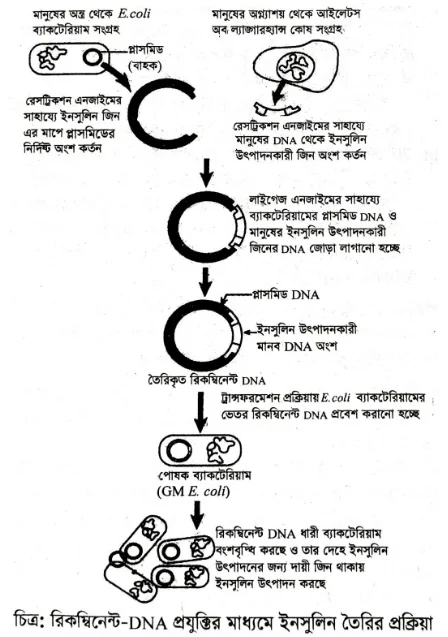 মানুষের অন্ত্র থেকে E.coli
ব্যাকটেরিয়াম সংগ্রহ
মানুষের অগ্ন্যাশয় থেকে আইলেটস
অব ল্যাঙ্গারহ্যান্স কোষ সংগ্রহ
প্লাসমিড
(বাহক)
রেসট্রিকশন এনজাইমের
সাহায্যে ইনসুলিন জিন
এর মাপে প্লাসমিডের
নির্দিষ্ট অংশ কর্তন
রেসট্রিকশন এনজাইমের সাহায্যে
মানুষের DNA থেকে ইনসুলিন
উৎপাদনকারী জিন অংশ কর্তন
লাইগেজ এনজাইমের সাহায্যে
ব্যাকটেরিয়ামের প্লাসমিড DNA ও
মানুষের ইনসুলিন উৎপাদনকারী
জিনের DNA জোড়া লাগানো হচ্ছে
প্লাসমিড DNA
ইনসুলিন উৎপাদনকারী
মানব DNA অংশ
তৈরিকৃত রিকম্বিনেন্ট DNA
ট্রান্সফরমেশন প্রক্রিয়ায় E.coli ব্যাকটেরিয়ামের
ভেতর রিকম্বিনেন্ট DNA প্রবেশ করানো হচ্ছে
পোষক ব্যাকটেরিয়াম
(GM E. coli)
রিকম্বিনেন্ট DNA ধারী ব্যাকটেরিয়াম
বংশবৃদ্ধি করছে ও তার দেহে ইনসুলিন
উৎপাদনের জন্য দায়ী জিন থাকায়
ইনসুলিন উৎপাদন করছে
চিত্র: রিকম্বিনেন্ট-DNA প্রযুক্তির মাধ্যমে ইনসুলিন তৈরির প্রক্রিয়া